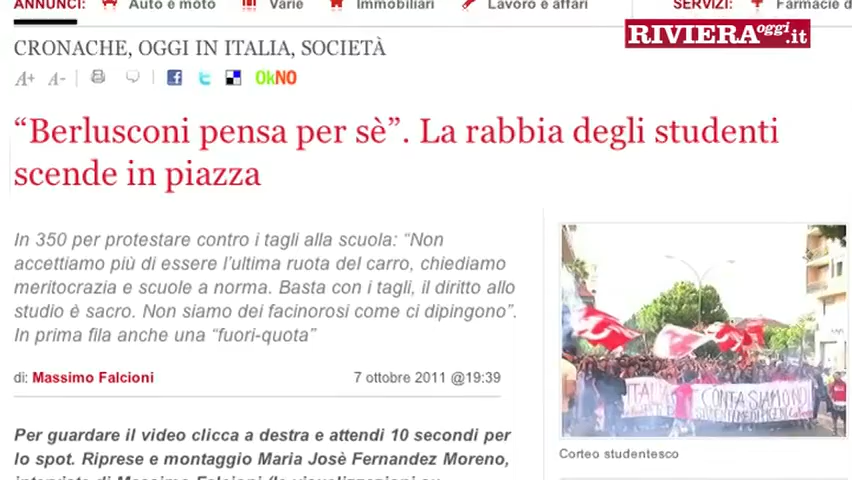 ANNUNCI: Auto e moto Varie Immobiliari Lavoro e affari SERVIZI: Farmacie d
RIVIERAoggi.it
CRONACHE, OGGI IN ITALIA, SOCIETÀ
A+ A- OkNO
“Berlusconi pensa per sè”. La rabbia degli studenti
scende in piazza
In 350 per protestare contro i tagli alla scuola: “Non
accettiamo più di essere l’ultima ruota del carro, chiediamo
meritocrazia e scuole a norma. Basta con i tagli, il diritto allo
studio è sacro. Non siamo dei facinorosi come ci dipingono”.
In prima fila anche una “fuori-quota”
di: Massimo Falcioni 7 ottobre 2011 @19:39
ITALIA
Corteo studentesco
Per guardare il video clicca a destra e attendi 10 secondi per
lo spot. Riprese e montaggio Maria Josè Fernandez Moreno,